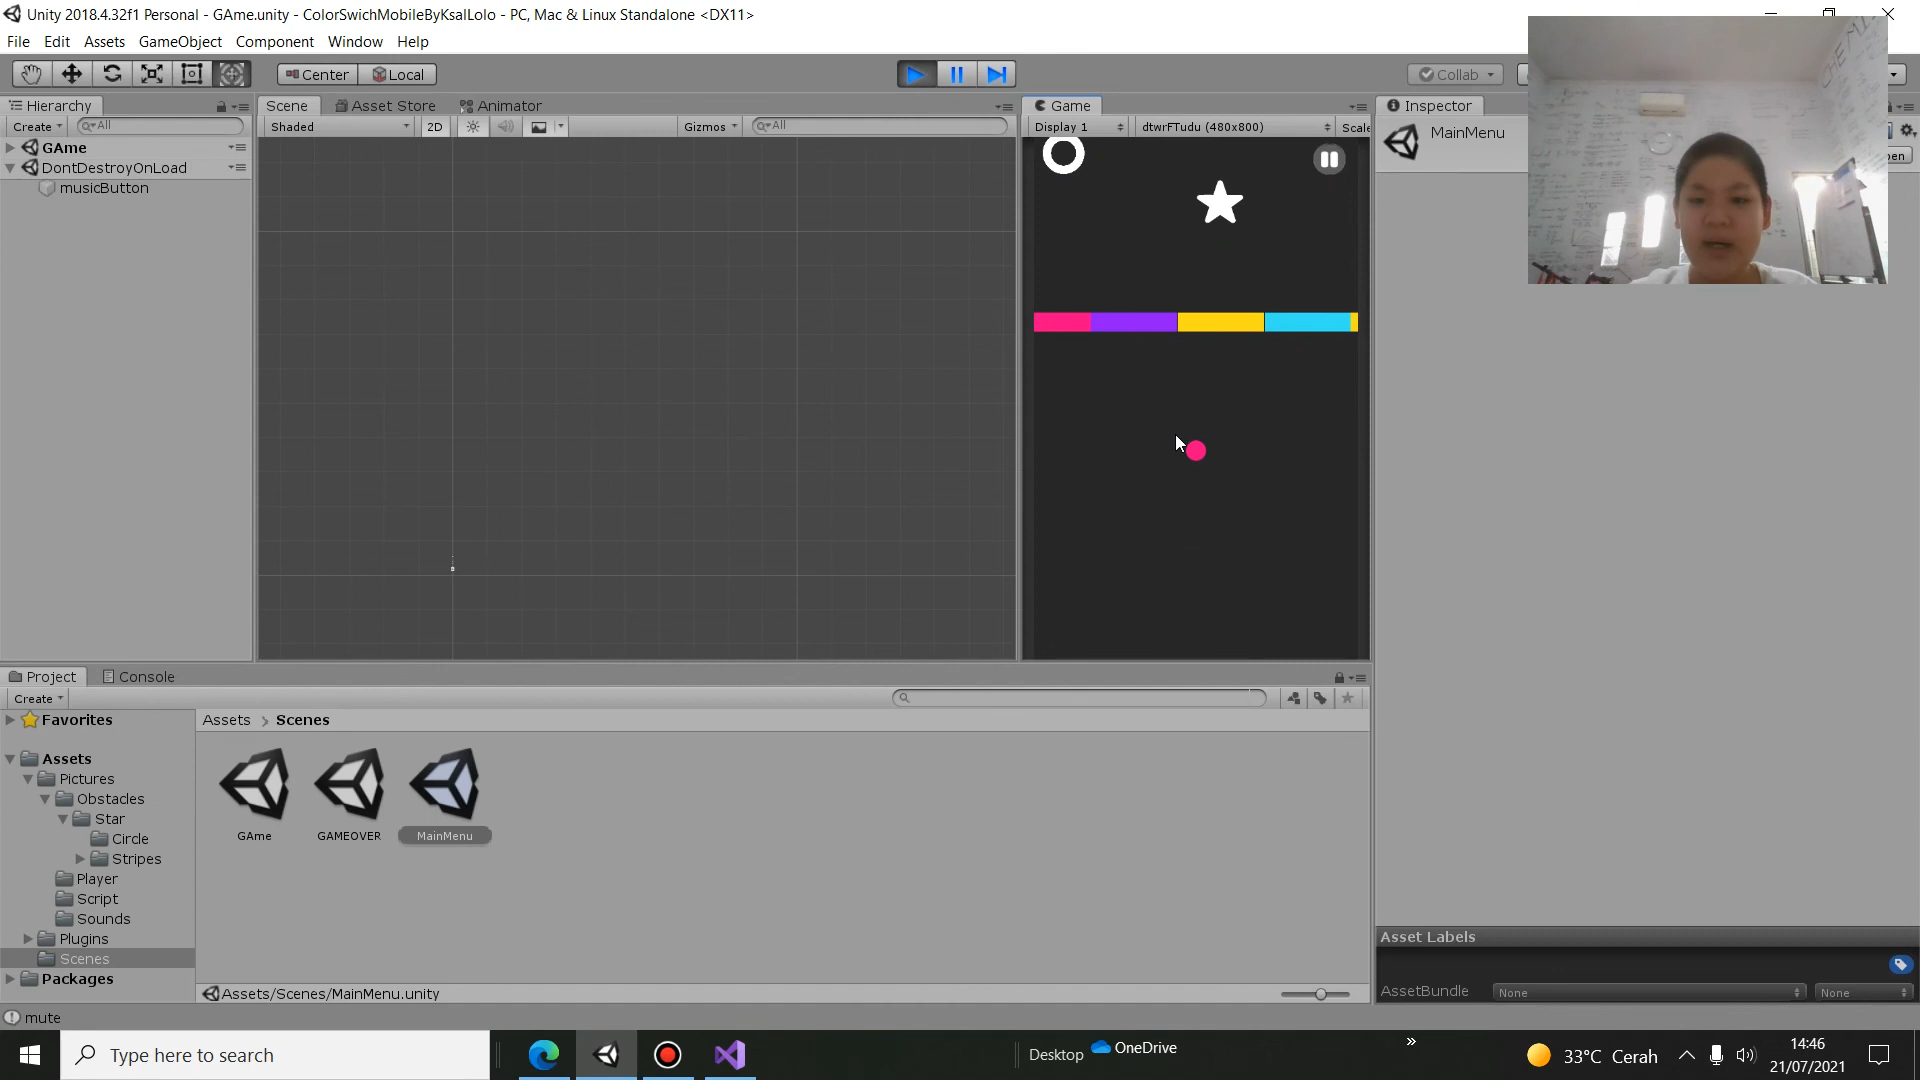 Unity 2018.4.32f1 Personal - GAme.unity - ColorSwichMobileByKsalLolo - PC, Mac & Linux Standalone <DX11>
File Edit Assets GameObject Component Window Help
Center Local
Collab
Hierarchy
Create All
GAme
DontDestroyOnLoad
musicButton
Scene Asset Store Animator
Shaded 2D Gizmos All
Game
Display 1 dtwrFTudu (480x800) Scale
Inspector
MainMenu
Project Console
Create
Favorites
Assets
Pictures
Obstacles
Star
Circle
Stripes
Player
Script
Sounds
Plugins
Scenes
Packages
Assets > Scenes
GAme GAMEOVER MainMenu
Assets/Scenes/MainMenu.unity
Asset Labels
AssetBundle None None
mute
Type here to search
Desktop OneDrive
»
33°C Cerah
14:46
21/07/2021